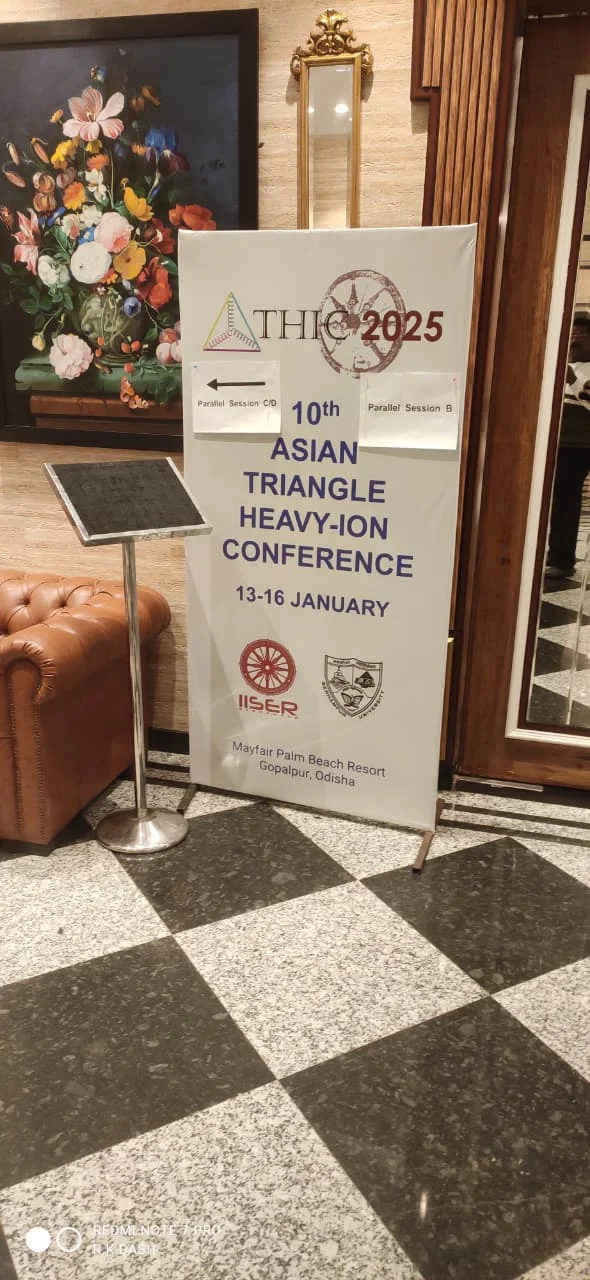 ATHIC 2025
Parallel Session C/D
Parallel Session B
10th
ASIAN
TRIANGLE
HEAVY-ION
CONFERENCE
13-16 JANUARY
IISER
UNIVERSITY
Mayfair Palm Beach Resort
Gopalpur, Odisha
REDMI NOTE 7 PRO
R K DASH